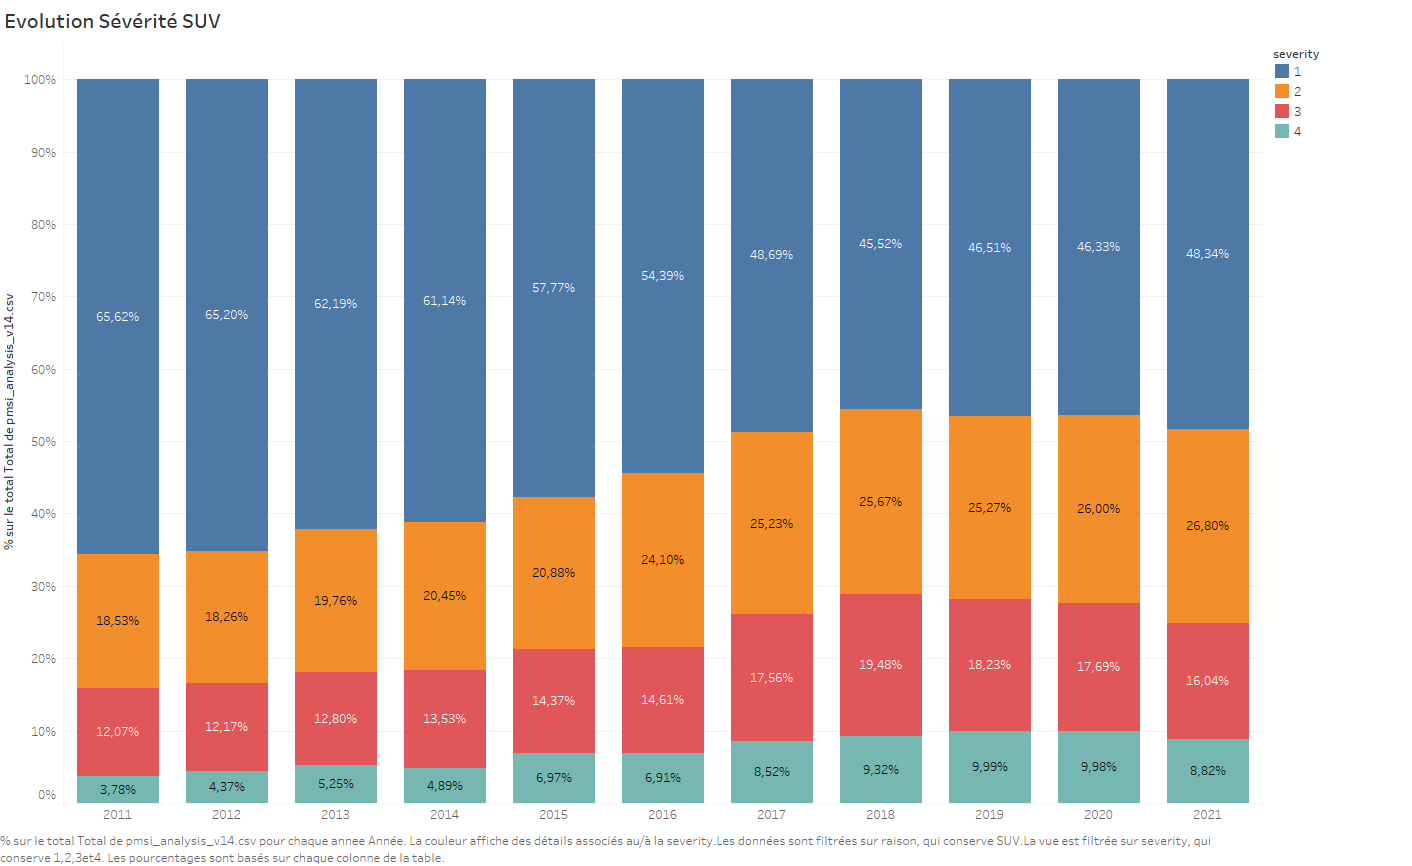 Evolution Sévérité SUV
severity
1
2
3
4
% sur le total Total de pmsi_analysis_v14.csv
100%
90%
80%
70%
60%
50%
40%
30%
20%
10%
0%
65,62% 65,20% 62,19% 61,14% 57,77% 54,39% 48,69% 45,52% 46,51% 46,33% 48,34%
18,53% 18,26% 19,76% 20,45% 20,88% 24,10% 25,23% 25,67% 25,27% 26,00% 26,80%
12,07% 12,17% 12,80% 13,53% 14,37% 14,61% 17,56% 19,48% 18,23% 17,69% 16,04%
3,78% 4,37% 5,25% 4,89% 6,97% 6,91% 8,52% 9,32% 9,99% 9,98% 8,82%
2011 2012 2013 2014 2015 2016 2017 2018 2019 2020 2021
% sur le total Total de pmsi_analysis_v14.csv pour chaque annee Année. La couleur affiche des détails associés au/à la severity.Les données sont filtrées sur raison, qui conserve SUV.La vue est filtrée sur severity, qui
conserve 1,2,3et4. Les pourcentages sont basés sur chaque colonne de la table.